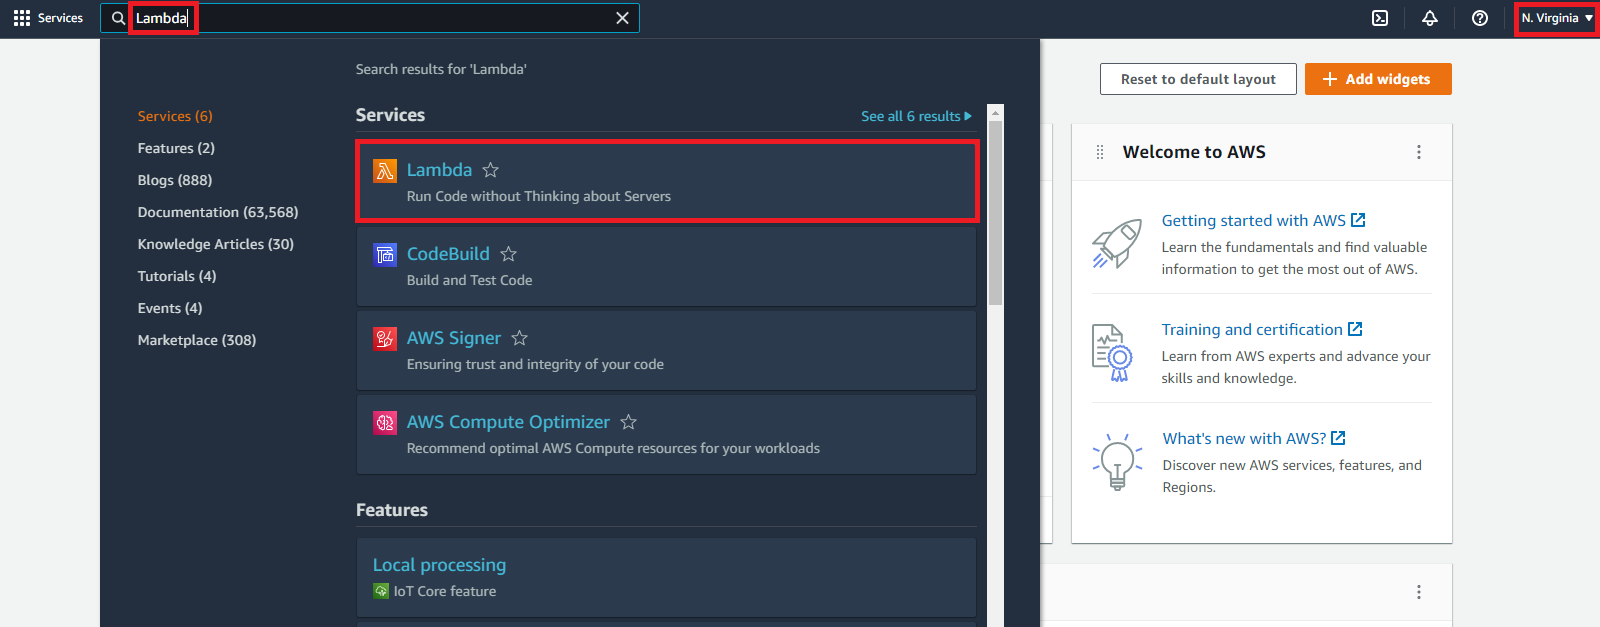 Services
Lambda
N. Virginia
Search results for 'Lambda'
Services (6)
Features (2)
Blogs (888)
Documentation (63,568)
Knowledge Articles (30)
Tutorials (4)
Events (4)
Marketplace (308)
Services
See all 6 results
Lambda
Run Code without Thinking about Servers
CodeBuild
Build and Test Code
AWS Signer
Ensuring trust and integrity of your code
AWS Compute Optimizer
Recommend optimal AWS Compute resources for your workloads
Features
Local processing
IoT Core feature
Reset to default layout
Add widgets
Welcome to AWS
Getting started with AWS
Learn the fundamentals and find valuable
information to get the most out of AWS.
Training and certification
Learn from AWS experts and advance your
skills and knowledge.
What's new with AWS?
Discover new AWS services, features, and
Regions.